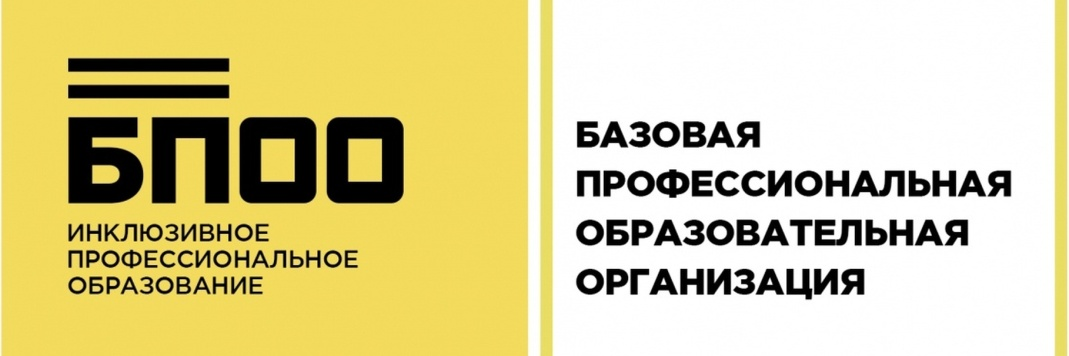 БПОО
ИНКЛЮЗИВНОЕ
ПРОФЕССИОНАЛЬНОЕ
ОБРАЗОВАНИЕ
БАЗОВАЯ
ПРОФЕССИОНАЛЬНАЯ
ОБРАЗОВАТЕЛЬНАЯ
ОРГАНИЗАЦИЯ